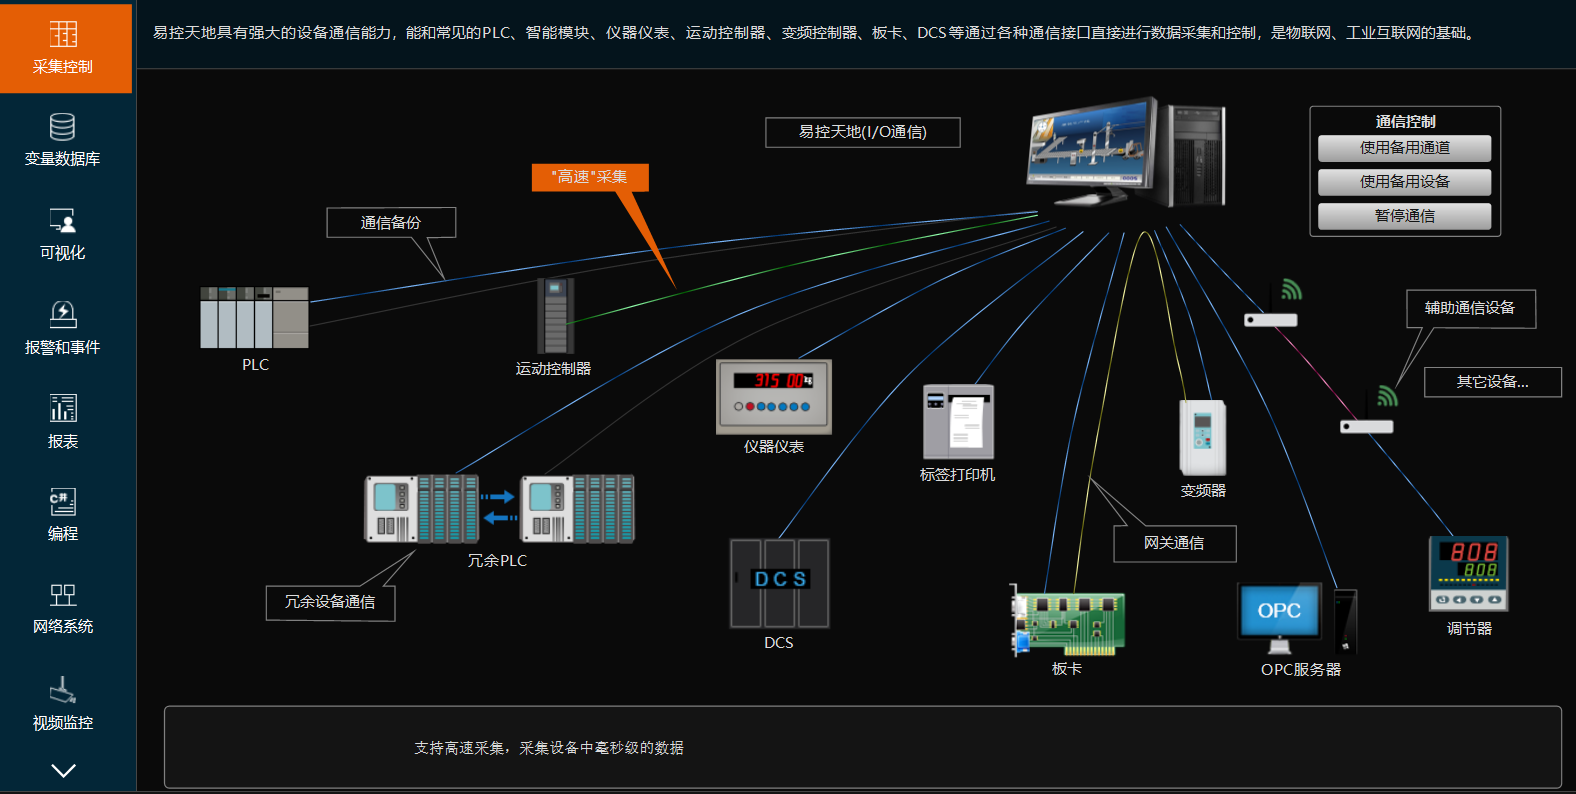 易控天地具有强大的设备通信能力，能和常见的PLC、智能模块、仪器仪表、运动控制器、变频控制器、板卡、DCS等通过各种通信接口直接进行数据采集和控制，是物联网、工业互联网的基础。
采集控制
变量数据库
可视化
报警和事件
报表
C#
编程
网络系统
视频监控
易控天地(I/O通信)
通信控制
使用备用通道
使用备用设备
暂停通信
"高速"采集
通信备份
PLC
运动控制器
辅助通信设备
其它设备...
315 0.0 kg
仪器仪表
标签打印机
变频器
冗余PLC
网关通信
冗余设备通信
DCS
DCS
板卡
OPC
OPC服务器
808
808
调节器
支持高速采集，采集设备中毫秒级的数据